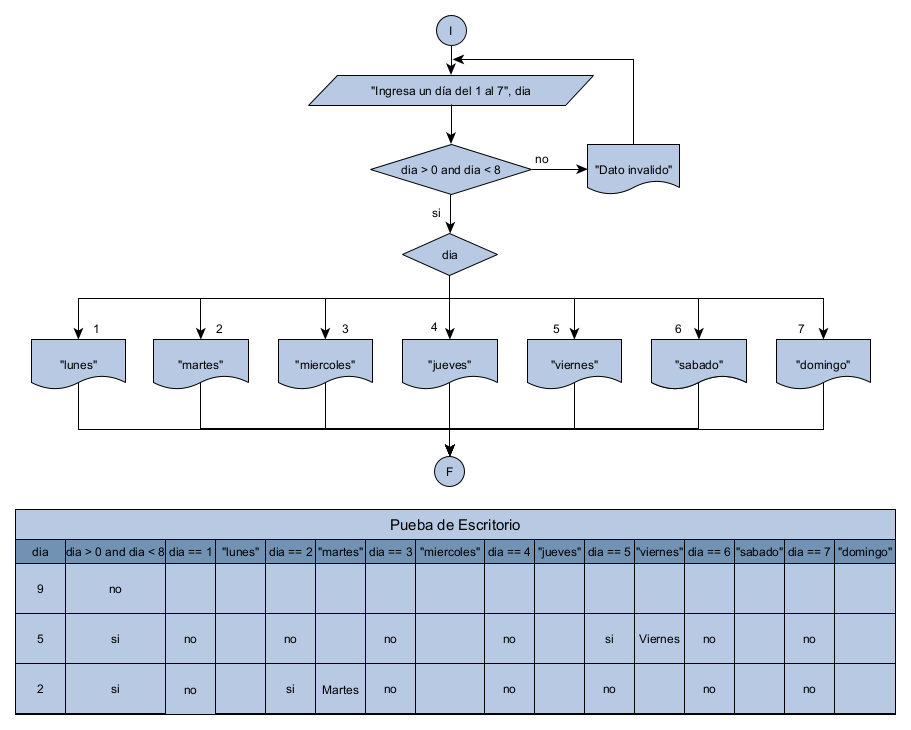 I
"Ingresa un día del 1 al 7", dia
dia > 0 and dia < 8
no
"Dato invalido"
si
dia
1 2 3 4 5 6 7
"lunes" "martes" "miercoles" "jueves" "viernes" "sabado" "domingo"
F
Pueba de Escritorio
dia dia > 0 and dia < 8 dia == 1 "lunes" dia == 2 "martes" dia == 3 "miercoles" dia == 4 "jueves" dia == 5 "viernes" dia == 6 "sabado" dia == 7 "domingo"
9 no
5 si no no no no si Viernes no no
2 si no si Martes no no no no no